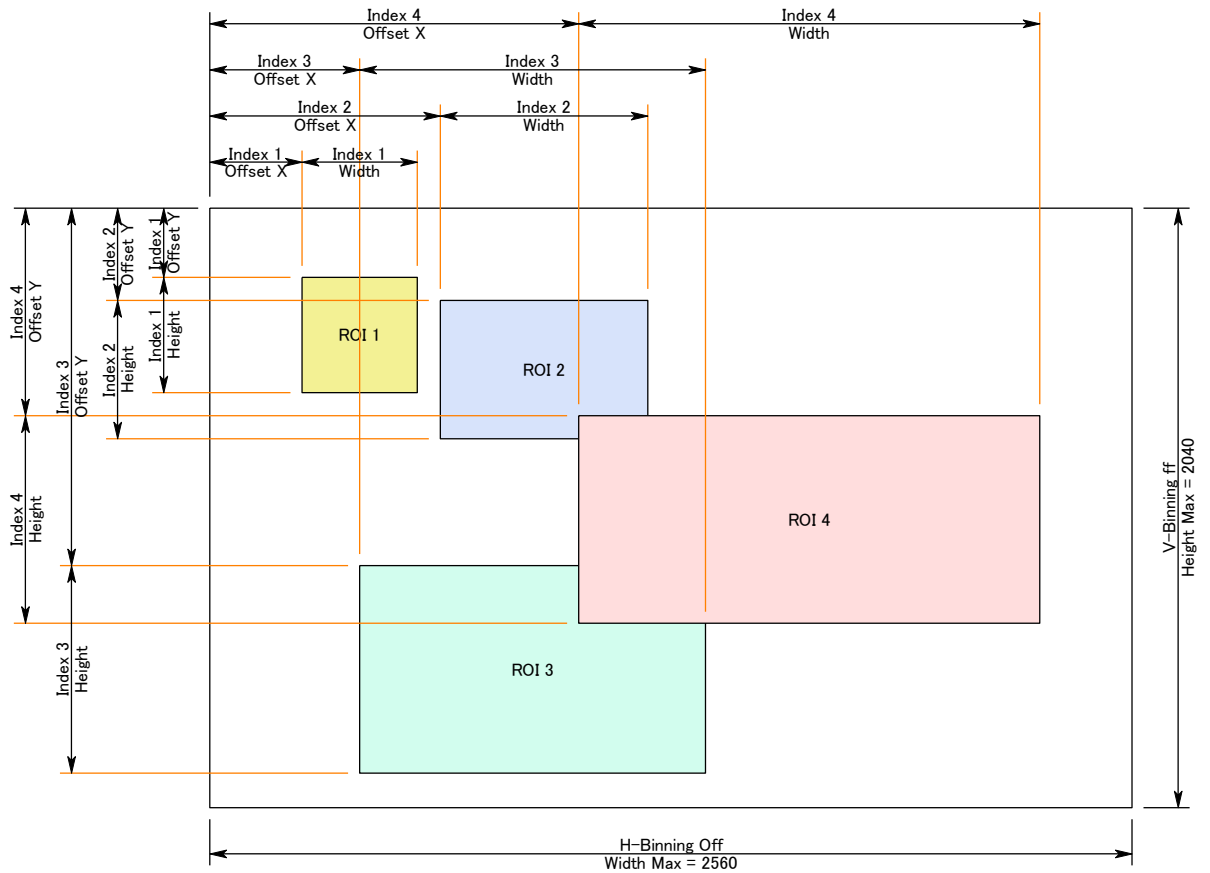 Index 4
Offset X
Index 4
Width
Index 3
Offset X
Index 3
Width
Index 2
Offset X
Index 2
Width
Index 1
Offset X
Index 1
Width
Index 1
Offset Y
Index 2
Offset Y
Index 4
Offset Y
Index 3
Offset Y
Index 1
Height
Index 2
Height
Index 4
Height
Index 3
Height
ROI 1
ROI 2
ROI 4
ROI 3
V-Binning ff
Height Max = 2040
H-Binning Off
Width Max = 2560